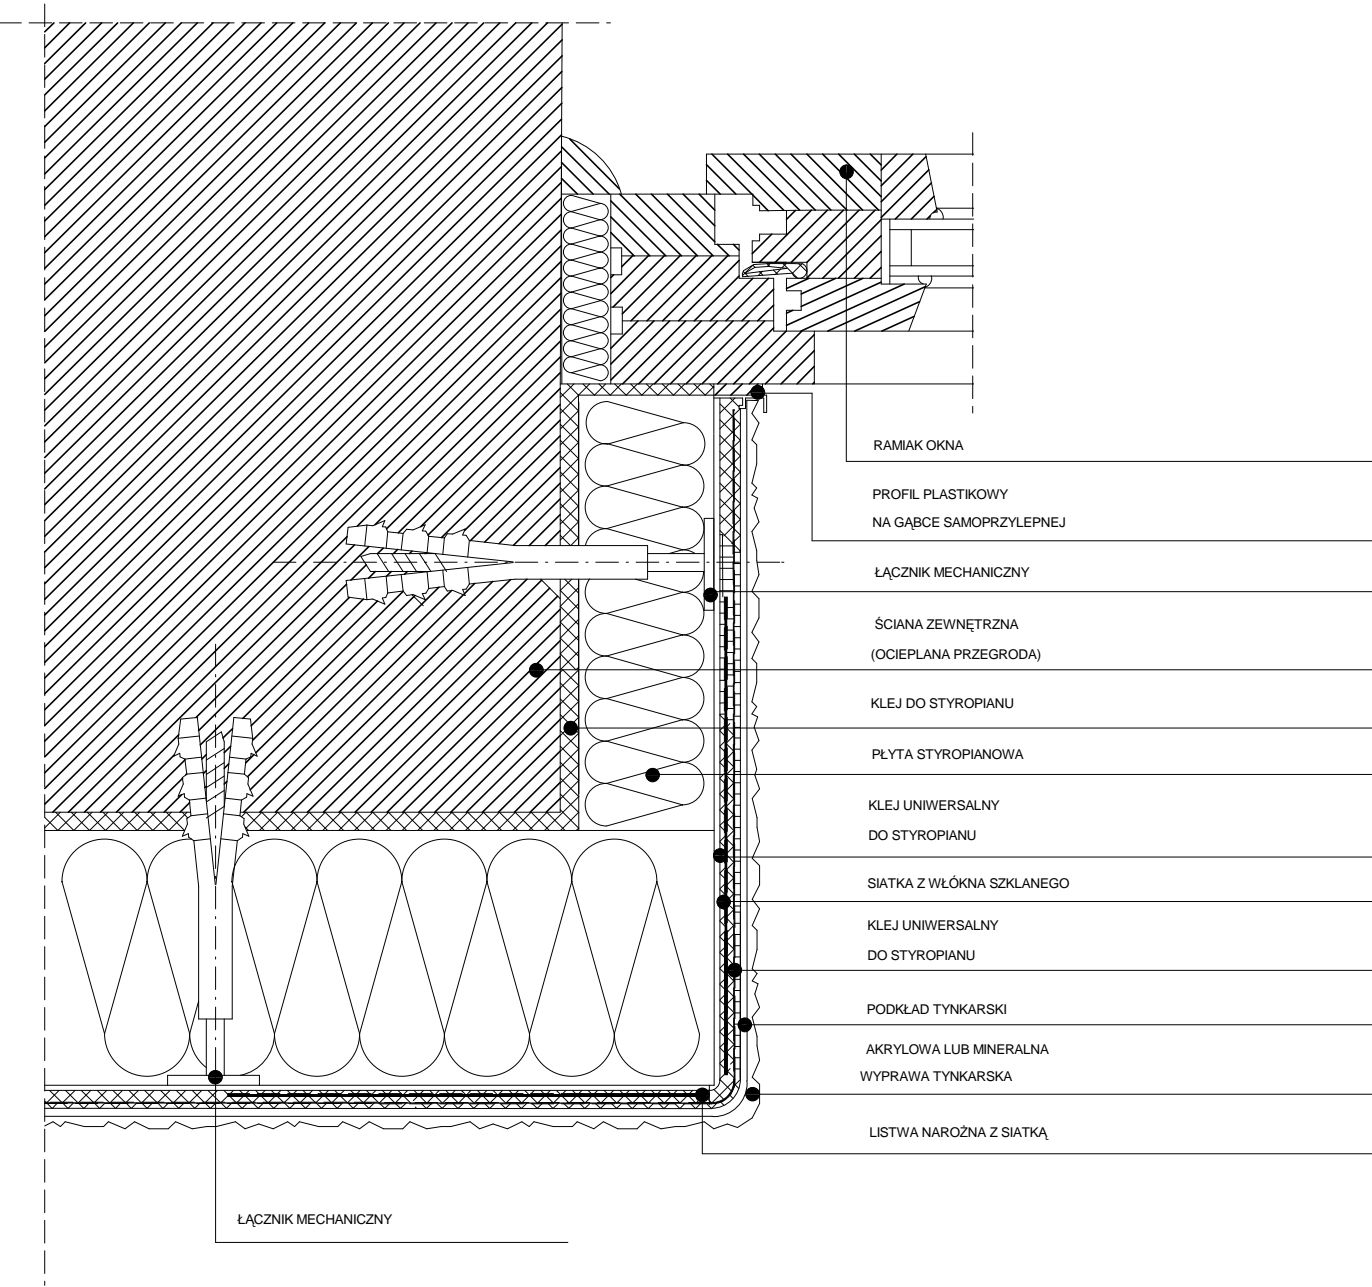 RAMIAK OKNA
PROFIL PLASTIKOWY
NA GĄBCE SAMOPRZYLEPNEJ
ŁĄCZNIK MECHANICZNY
ŚCIANA ZEWNĘTRZNA
(OCIEPLANA PRZEGRODA)
KLEJ DO STYROPIANU
PŁYTA STYROPIANOWA
KLEJ UNIWERSALNY
DO STYROPIANU
SIATKA Z WŁÓKNA SZKLANEGO
KLEJ UNIWERSALNY
DO STYROPIANU
PODKŁAD TYNKARSKI
AKRYLOWA LUB MINERALNA
WYPRAWA TYNKARSKA
LISTWA NAROŻNA Z SIATKĄ
ŁĄCZNIK MECHANICZNY